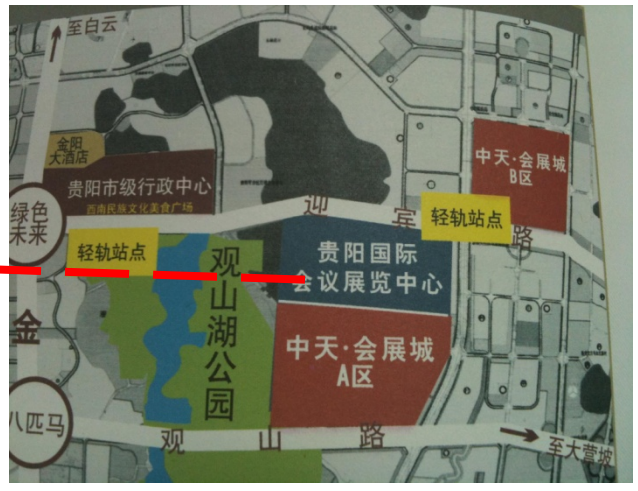 至白云
金阳
大酒店
贵阳市级行政中心
西南民族文化美食广场
中天·会展城
B区
绿色
未来
迎宾路
轻轨站点
轻轨站点
贵阳国际
会议展览中心
观山湖公园
金
中天·会展城
A区
八匹马
观山路
至大营坡